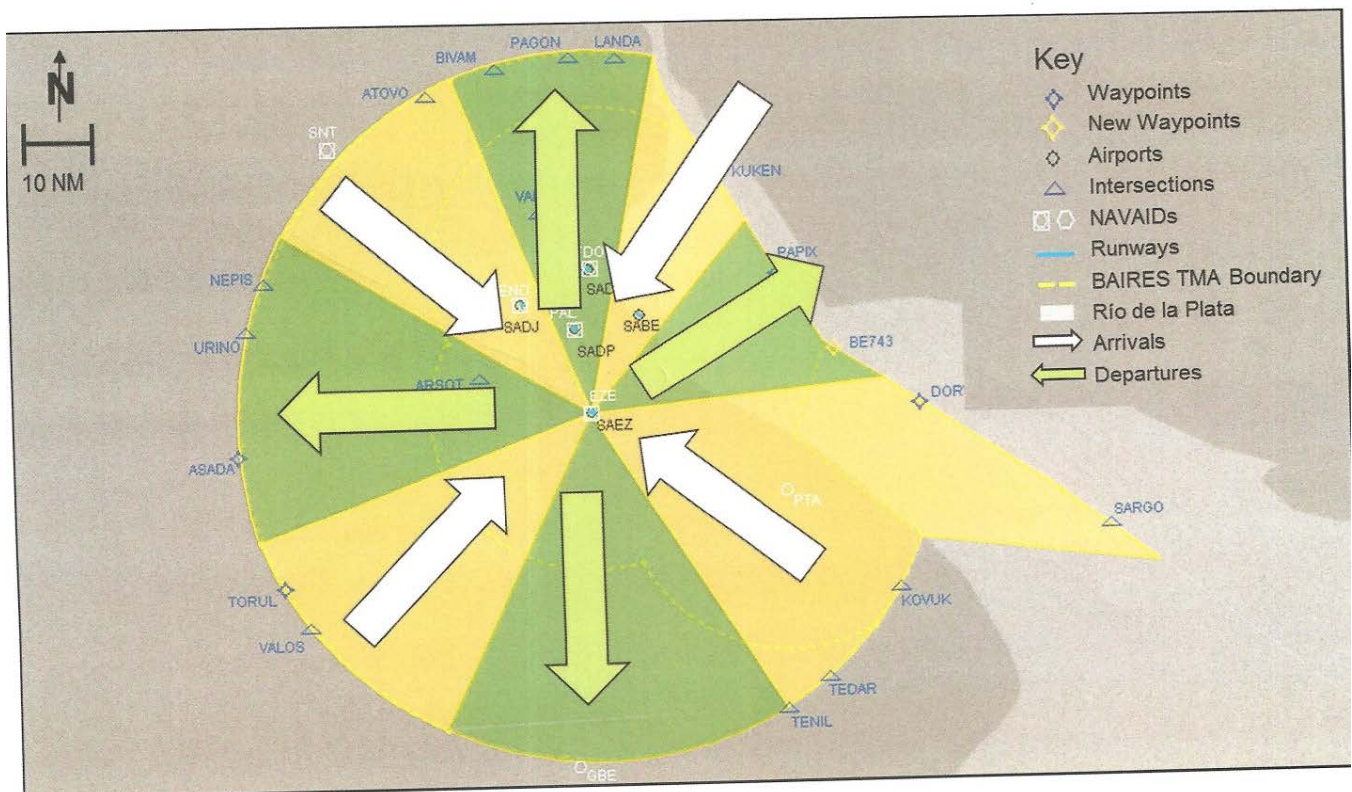 N
10 NM
BIVAM
PAGON
LANDA
ATOVO
SNT
KUKEN
NEPIS
URINO
ENO
SADJ
PAL
SADP
SABE
PAPIX
BE743
ARSOT
EZE
SAEZ
ASADA
PTA
SARGO
TORUL
VALOS
KOVUK
TEDAR
TENIL
GBE
Key
Waypoints
New Waypoints
Airports
Intersections
NAVAIDs
Runways
BAIRES TMA Boundary
Río de la Plata
Arrivals
Departures